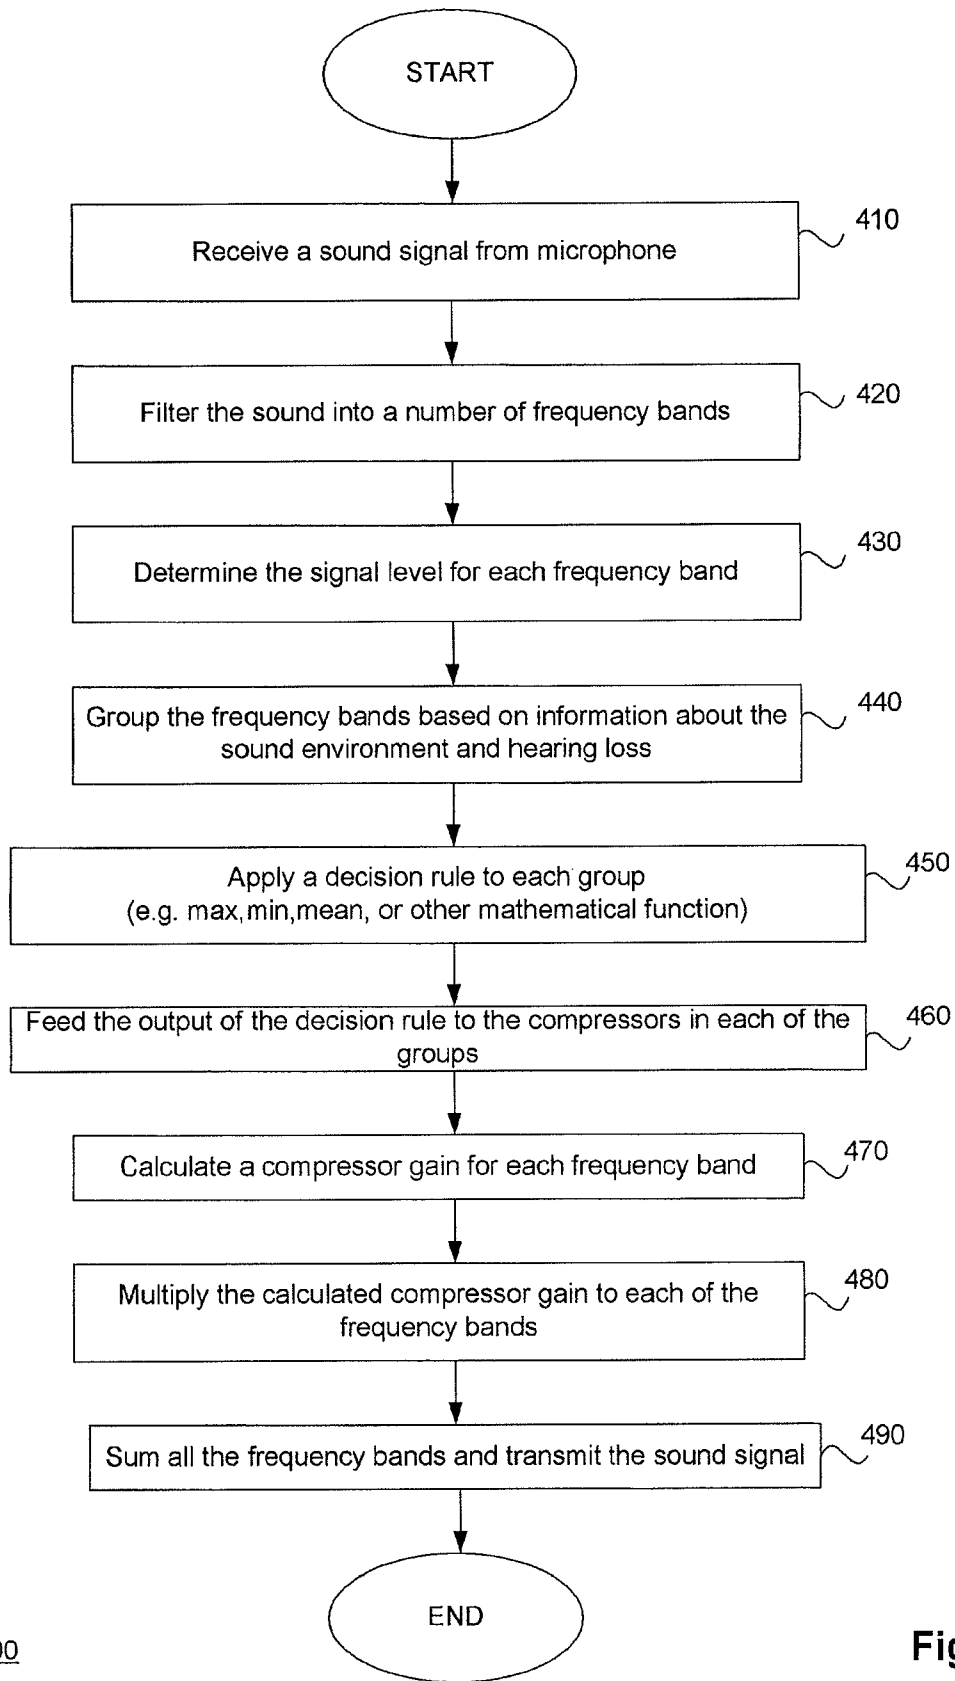 START
Receive a sound signal from microphone
410
Filter the sound into a number of frequency bands
420
Determine the signal level for each frequency band
430
Group the frequency bands based on information about the
sound environment and hearing loss
440
Apply a decision rule to each group
(e.g. max,min,mean, or other mathematical function)
450
Feed the output of the decision rule to the compressors in each of the
groups
460
Calculate a compressor gain for each frequency band
470
Multiply the calculated compressor gain to each of the
frequency bands
480
Sum all the frequency bands and transmit the sound signal
490
END